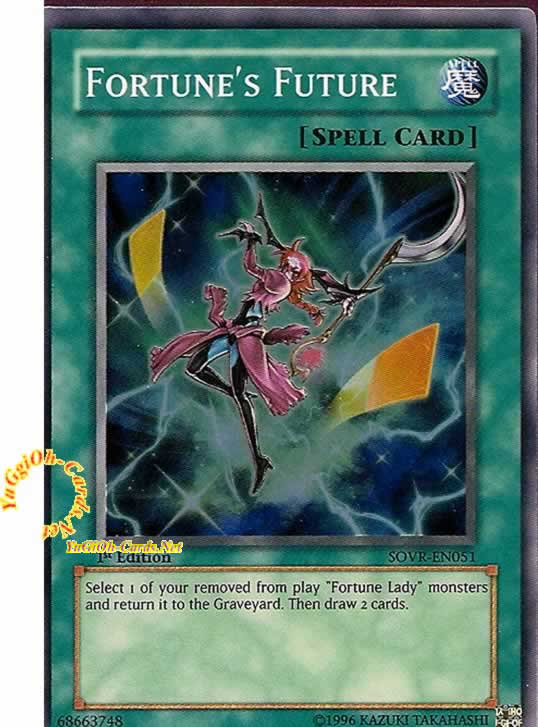 FORTUNE'S FUTURE
魔
[SPELL CARD]
YuGgiOh-Cards.Net
YuGiOh-Cards.Net
1st Edition
SOVR-EN051
Select 1 of your removed from play "Fortune Lady" monsters
and return it to the Graveyard. Then draw 2 cards.
68663748
©1996 KAZUKI TAKAHASHI